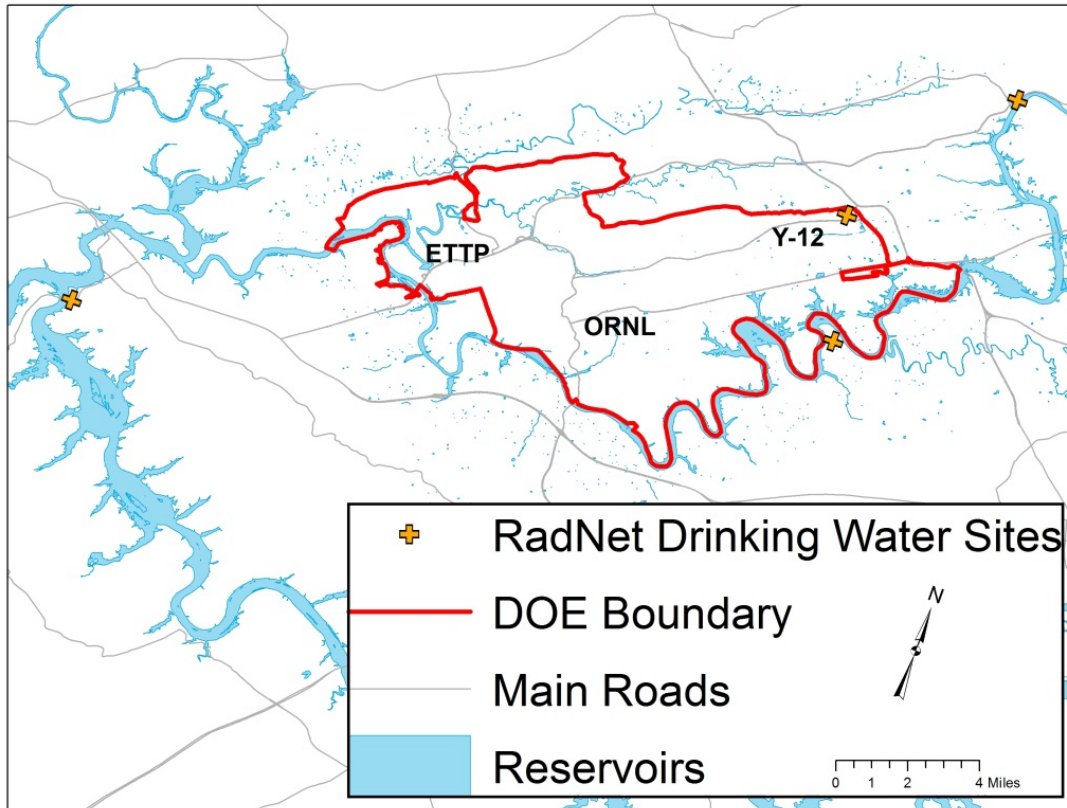 Y-12
ETTP
ORNL
RadNet Drinking Water Sites
DOE Boundary
N
Main Roads
Reservoirs
0 1 2 4 Miles